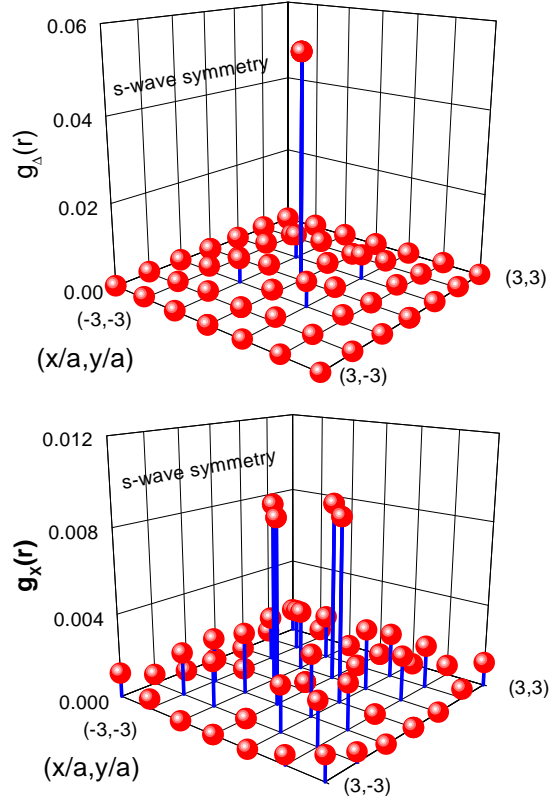 0.06
s-wave symmetry
0.04
g_Δ(r)
0.02
0.00
(-3,-3)
(3,3)
(x/a,y/a)
(3,-3)
0.012
s-wave symmetry
0.008
g_X(r)
0.004
0.000
(-3,-3)
(3,3)
(x/a,y/a)
(3,-3)